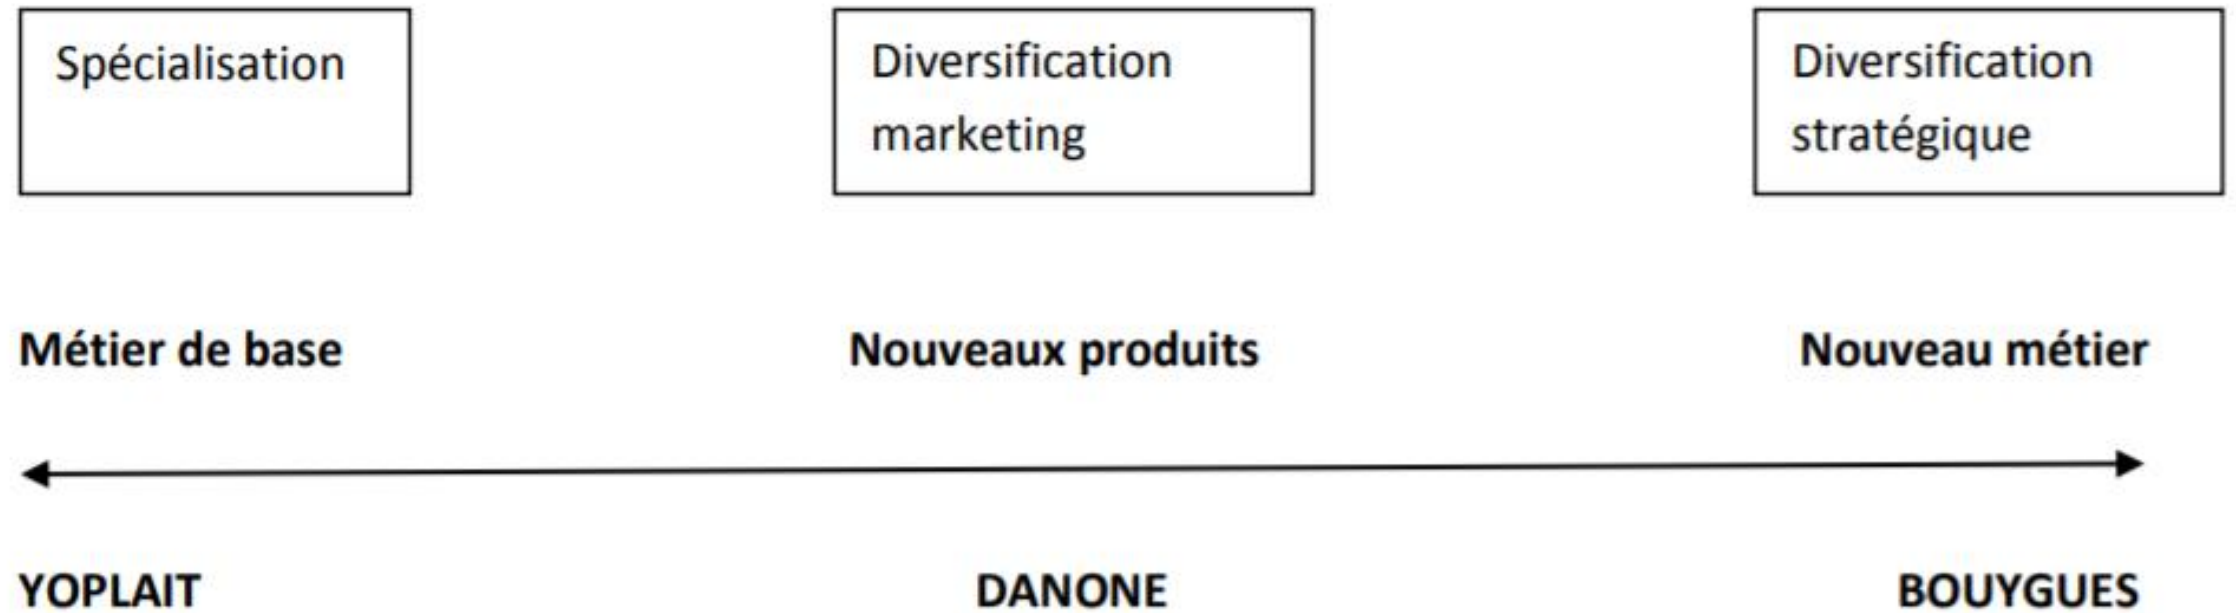 Spécialisation
Diversification
marketing
Diversification
stratégique
Métier de base
Nouveaux produits
Nouveau métier
YOPLAIT
DANONE
BOUYGUES